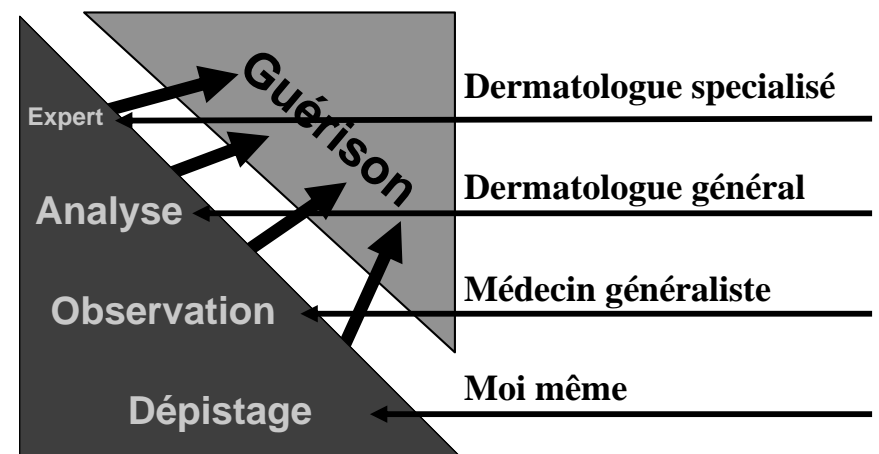 Guérison
Dermatologue specialisé
Expert
Dermatologue général
Analyse
Médecin généraliste
Observation
Moi même
Dépistage